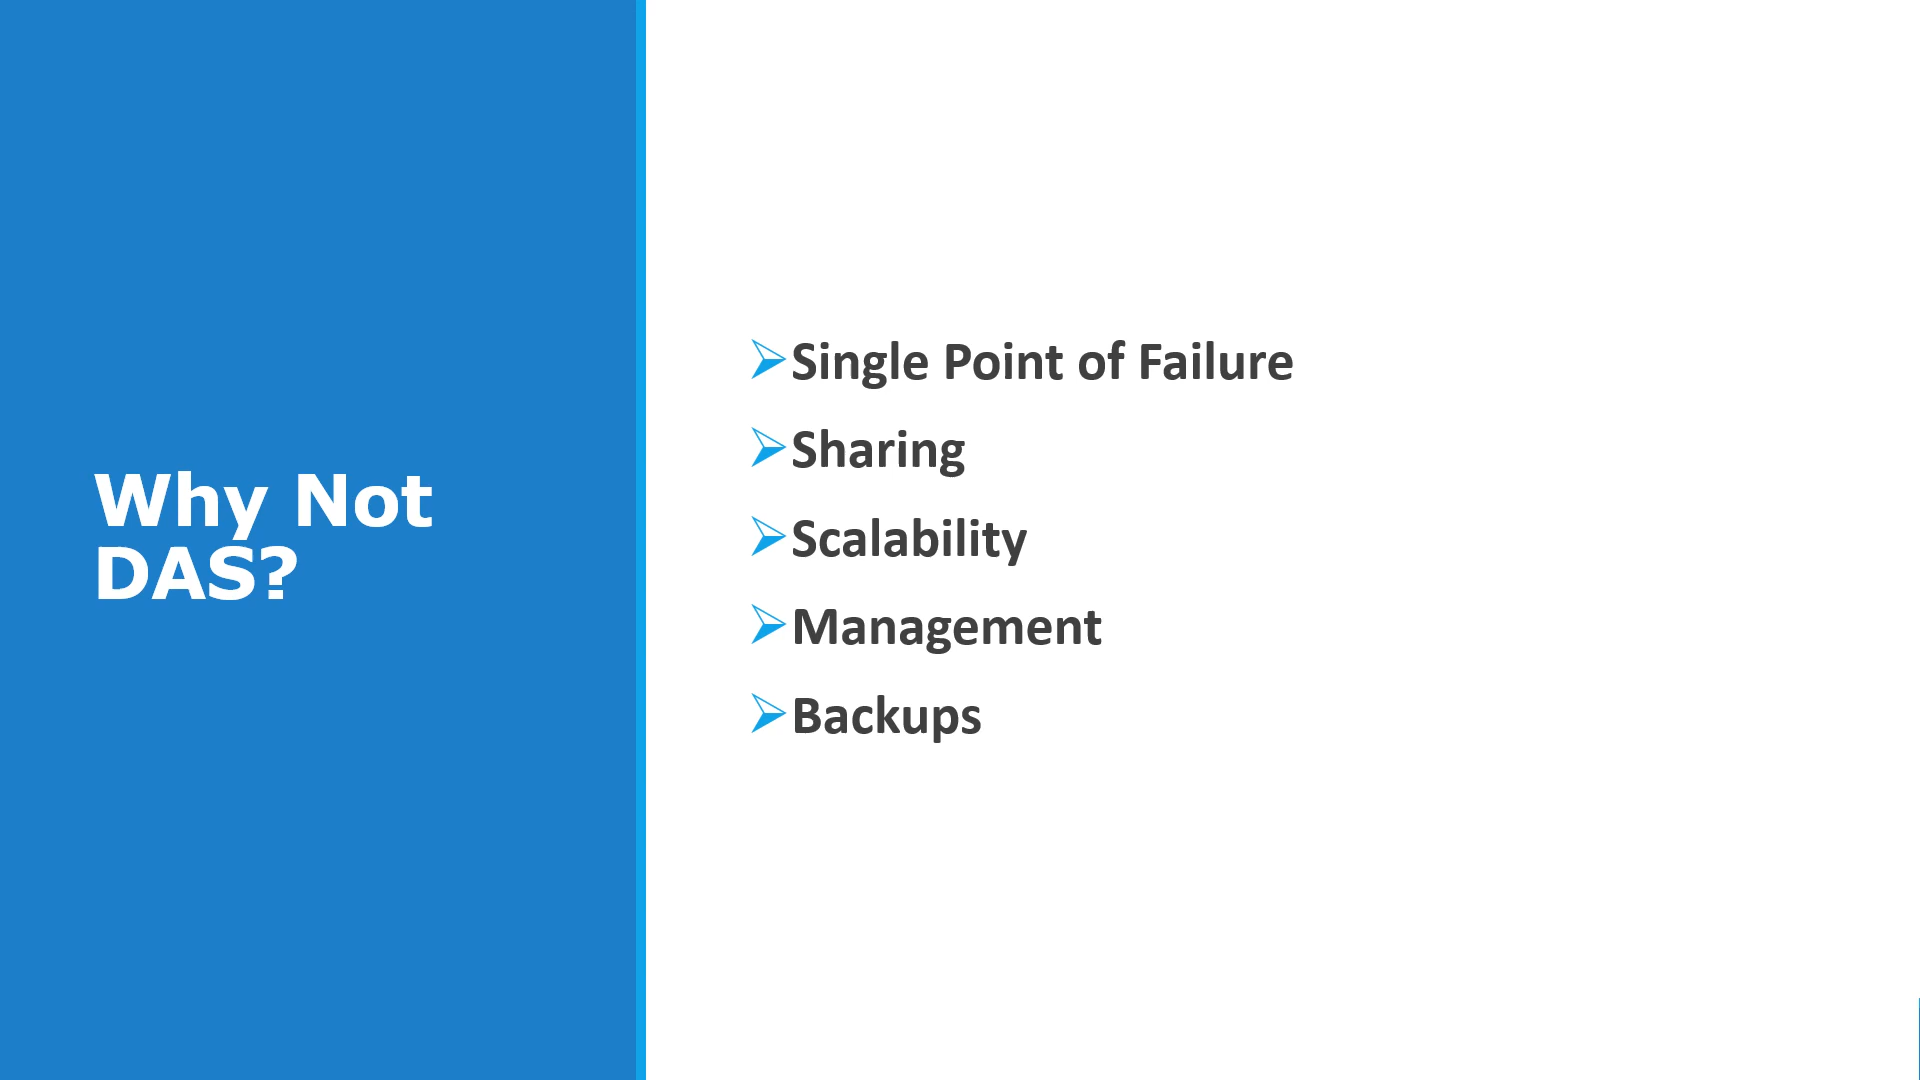 Why Not
DAS?
Single Point of Failure
Sharing
Scalability
Management
Backups